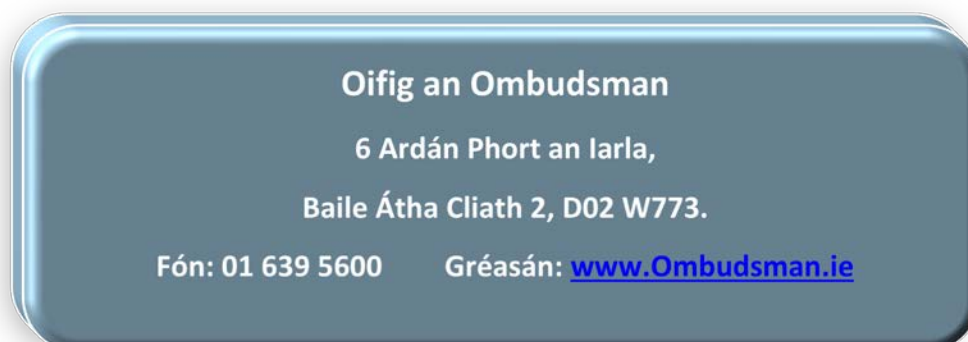 Oifig an Ombudsman
6 Ardán Phort an Iarla,
Baile Átha Cliath 2, D02 W773.
Fón: 01 639 5600 Gréasán: www.Ombudsman.ie